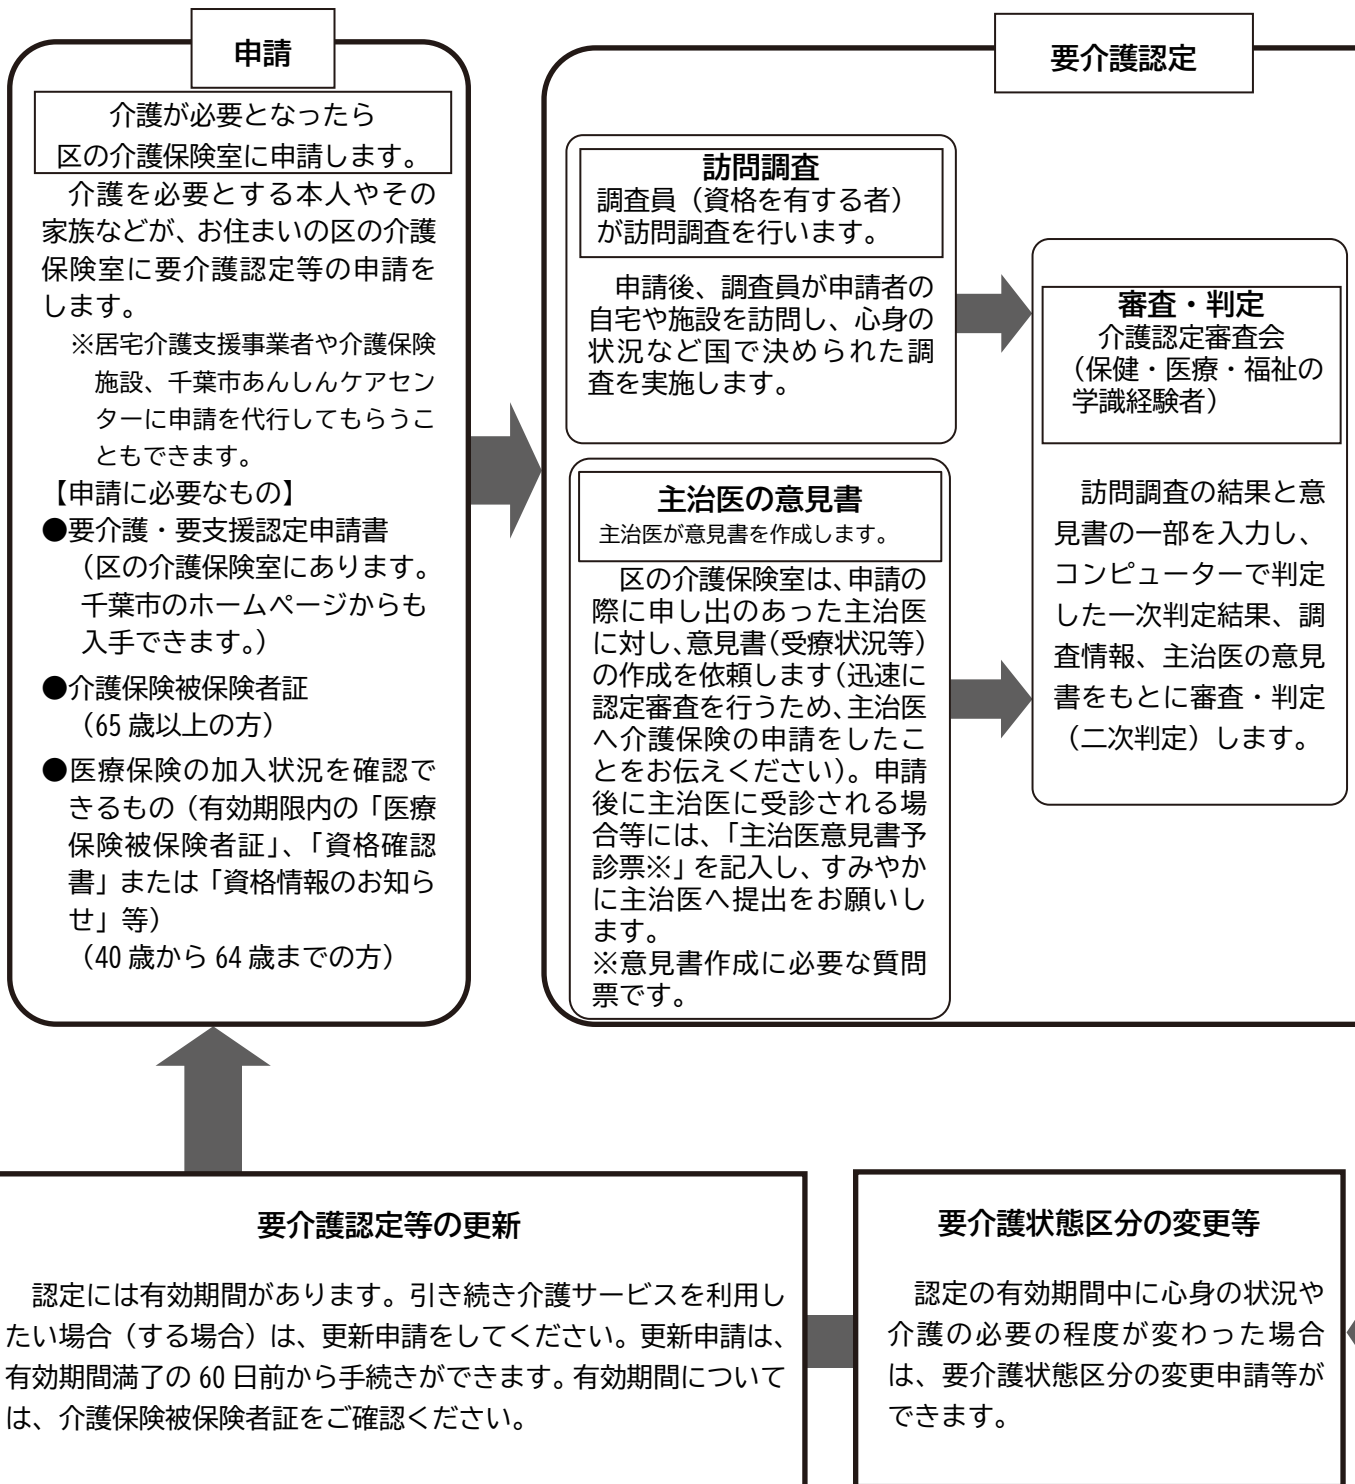 申請
介護が必要となったら
区の介護保険室に申請します。
介護を必要とする本人やその
家族などが、お住まいの区の介護
保険室に要介護認定等の申請を
します。
※居宅介護支援事業者や介護保険
施設、千葉市あんしんケアセン
ターに申請を代行してもらうこ
ともできます。
【申請に必要なもの】
●要介護・要支援認定申請書
（区の介護保険室にあります。
千葉市のホームページからも
入手できます。）
●介護保険被保険者証
（65 歳以上の方）
●医療保険の加入状況を確認で
きるもの（有効期限内の「医療
保険被保険者証」、「資格確認
書」または「資格情報のお知ら
せ」等）
（40 歳から 64 歳までの方）
要介護認定
訪問調査
調査員（資格を有する者）
が訪問調査を行います。
申請後、調査員が申請者の
自宅や施設を訪問し、心身の
状況など国で決められた調
査を実施します。
主治医の意見書
主治医が意見書を作成します。
区の介護保険室は、申請の
際に申し出のあった主治医
に対し、意見書（受療状況等）
の作成を依頼します（迅速に
認定審査を行うため、主治医
へ介護保険の申請をしたこ
とをお伝えください）。申請
後に主治医に受診される場
合等には、「主治医意見書予
診票※」を記入し、すみやか
に主治医へ提出をお願いし
ます。
※意見書作成に必要な質問
票です。
審査・判定
介護認定審査会
（保健・医療・福祉の
学識経験者）
訪問調査の結果と意
見書の一部を入力し、
コンピューターで判定
した一次判定結果、調
査情報、主治医の意見
書をもとに審査・判定
（二次判定）します。
要介護認定等の更新
認定には有効期間があります。引き続き介護サービスを利用し
たい場合（する場合）は、更新申請をしてください。更新申請は、
有効期間満了の 60 日前から手続きができます。有効期間について
は、介護保険被保険者証をご確認ください。
要介護状態区分の変更等
認定の有効期間中に心身の状況や
介護の必要の程度が変わった場合
は、要介護状態区分の変更申請等が
できます。